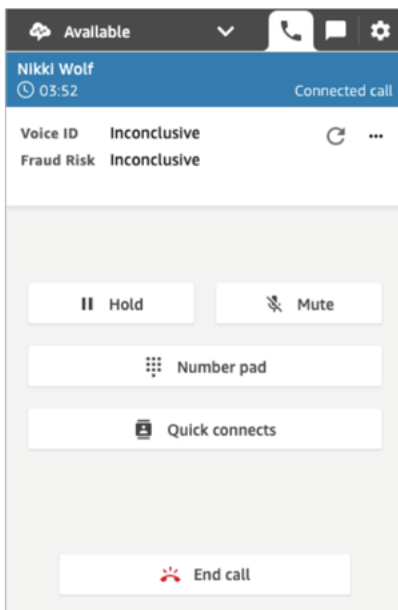 Available
Nikki Wolf
03:52 Connected call
Voice ID Inconclusive
Fraud Risk Inconclusive
Hold Mute
Number pad
Quick connects
End call